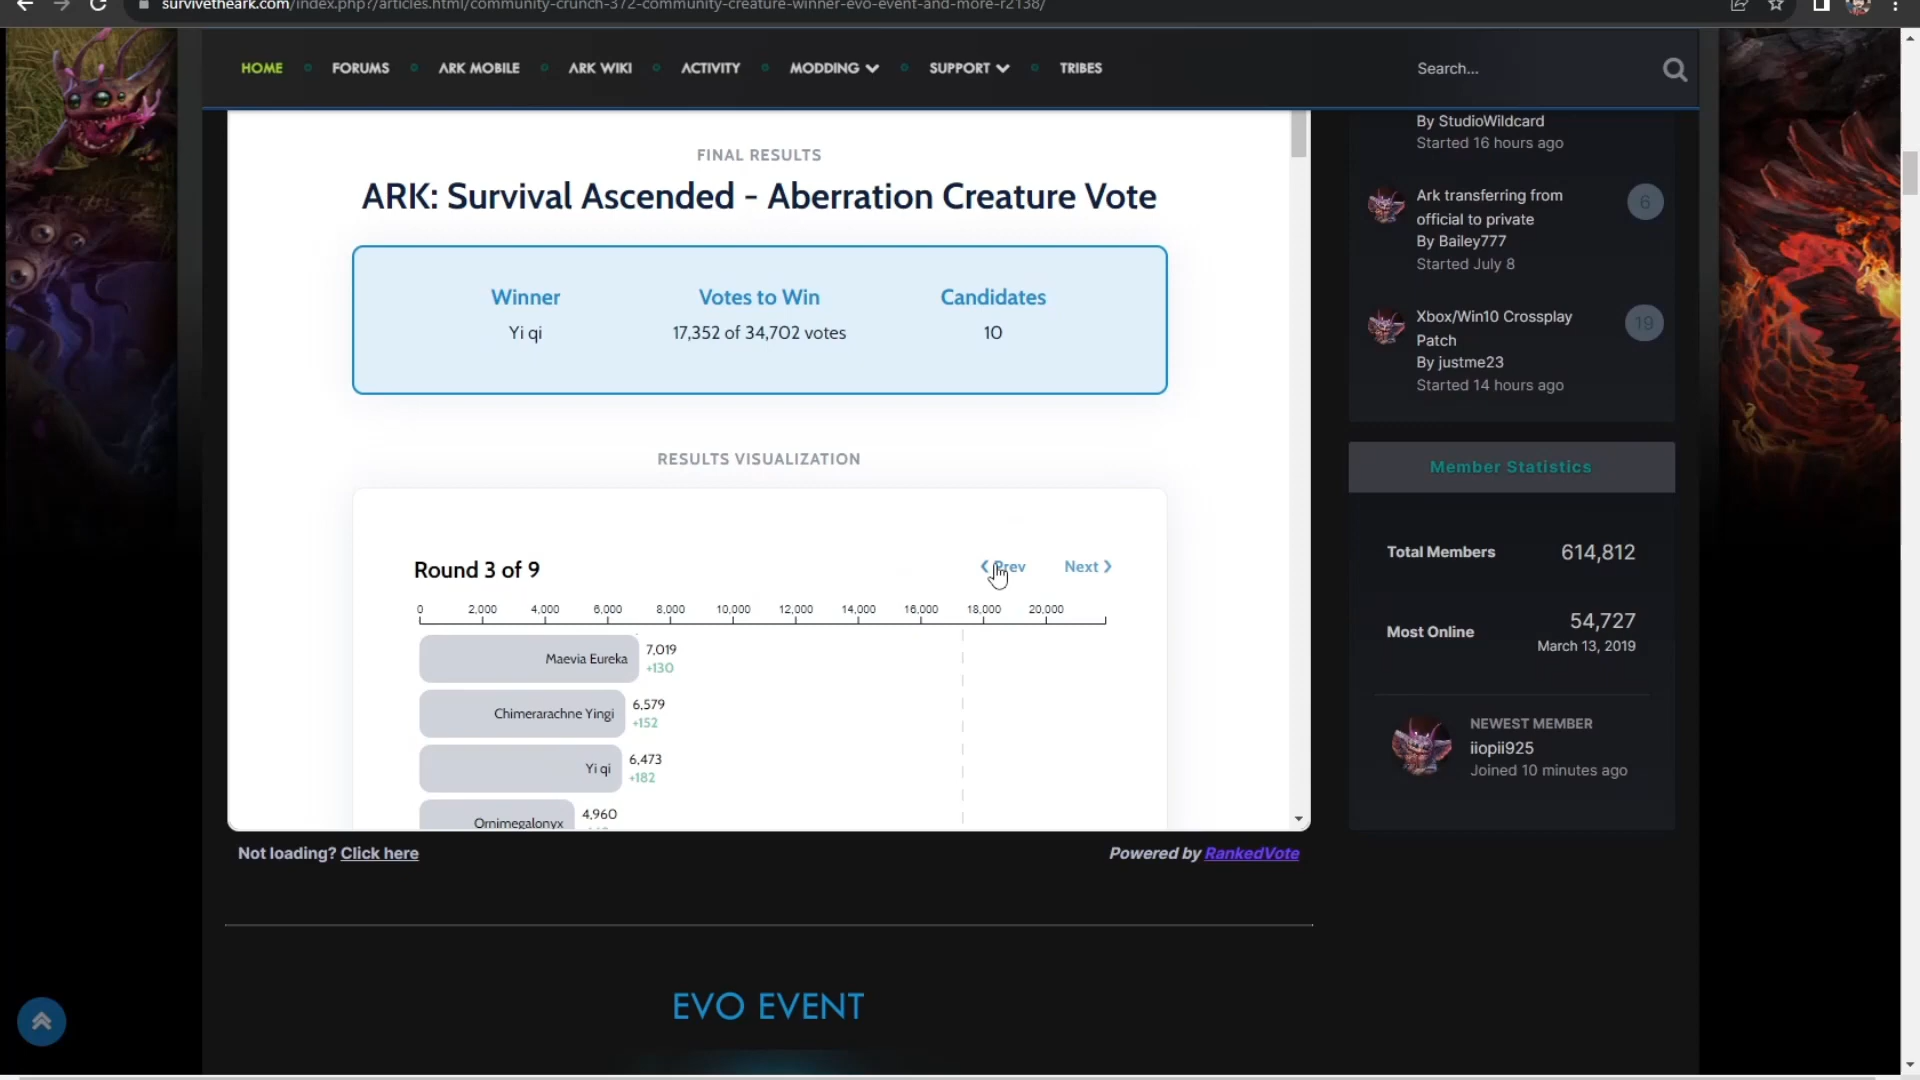 survivetheark.com/index.php?/articles.html/community-crunch-372-community-creature-winner-evo-event-and-more-r2138/
HOME FORUMS ARK MOBILE ARK WIKI ACTIVITY MODDING SUPPORT TRIBES Search...
FINAL RESULTS
ARK: Survival Ascended - Aberration Creature Vote
Winner Votes to Win Candidates
Yi qi 17,352 of 34,702 votes 10
RESULTS VISUALIZATION
Round 3 of 9
Prev Next
0 2,000 4,000 6,000 8,000 10,000 12,000 14,000 16,000 18,000 20,000
Maevia Eureka 7,019
+130
Chimerarachne Yingi 6,579
+152
Yi qi 6,473
+182
Ornimegalonyx 4,960
Not loading? Click here
Powered by RankedVote
EVO EVENT
By StudioWildcard
Started 16 hours ago
Ark transferring from
official to private
By Bailey777
Started July 8
6
Xbox/Win10 Crossplay
Patch
By justme23
Started 14 hours ago
19
Member Statistics
Total Members 614,812
Most Online 54,727
March 13, 2019
NEWEST MEMBER
iiopii925
Joined 10 minutes ago